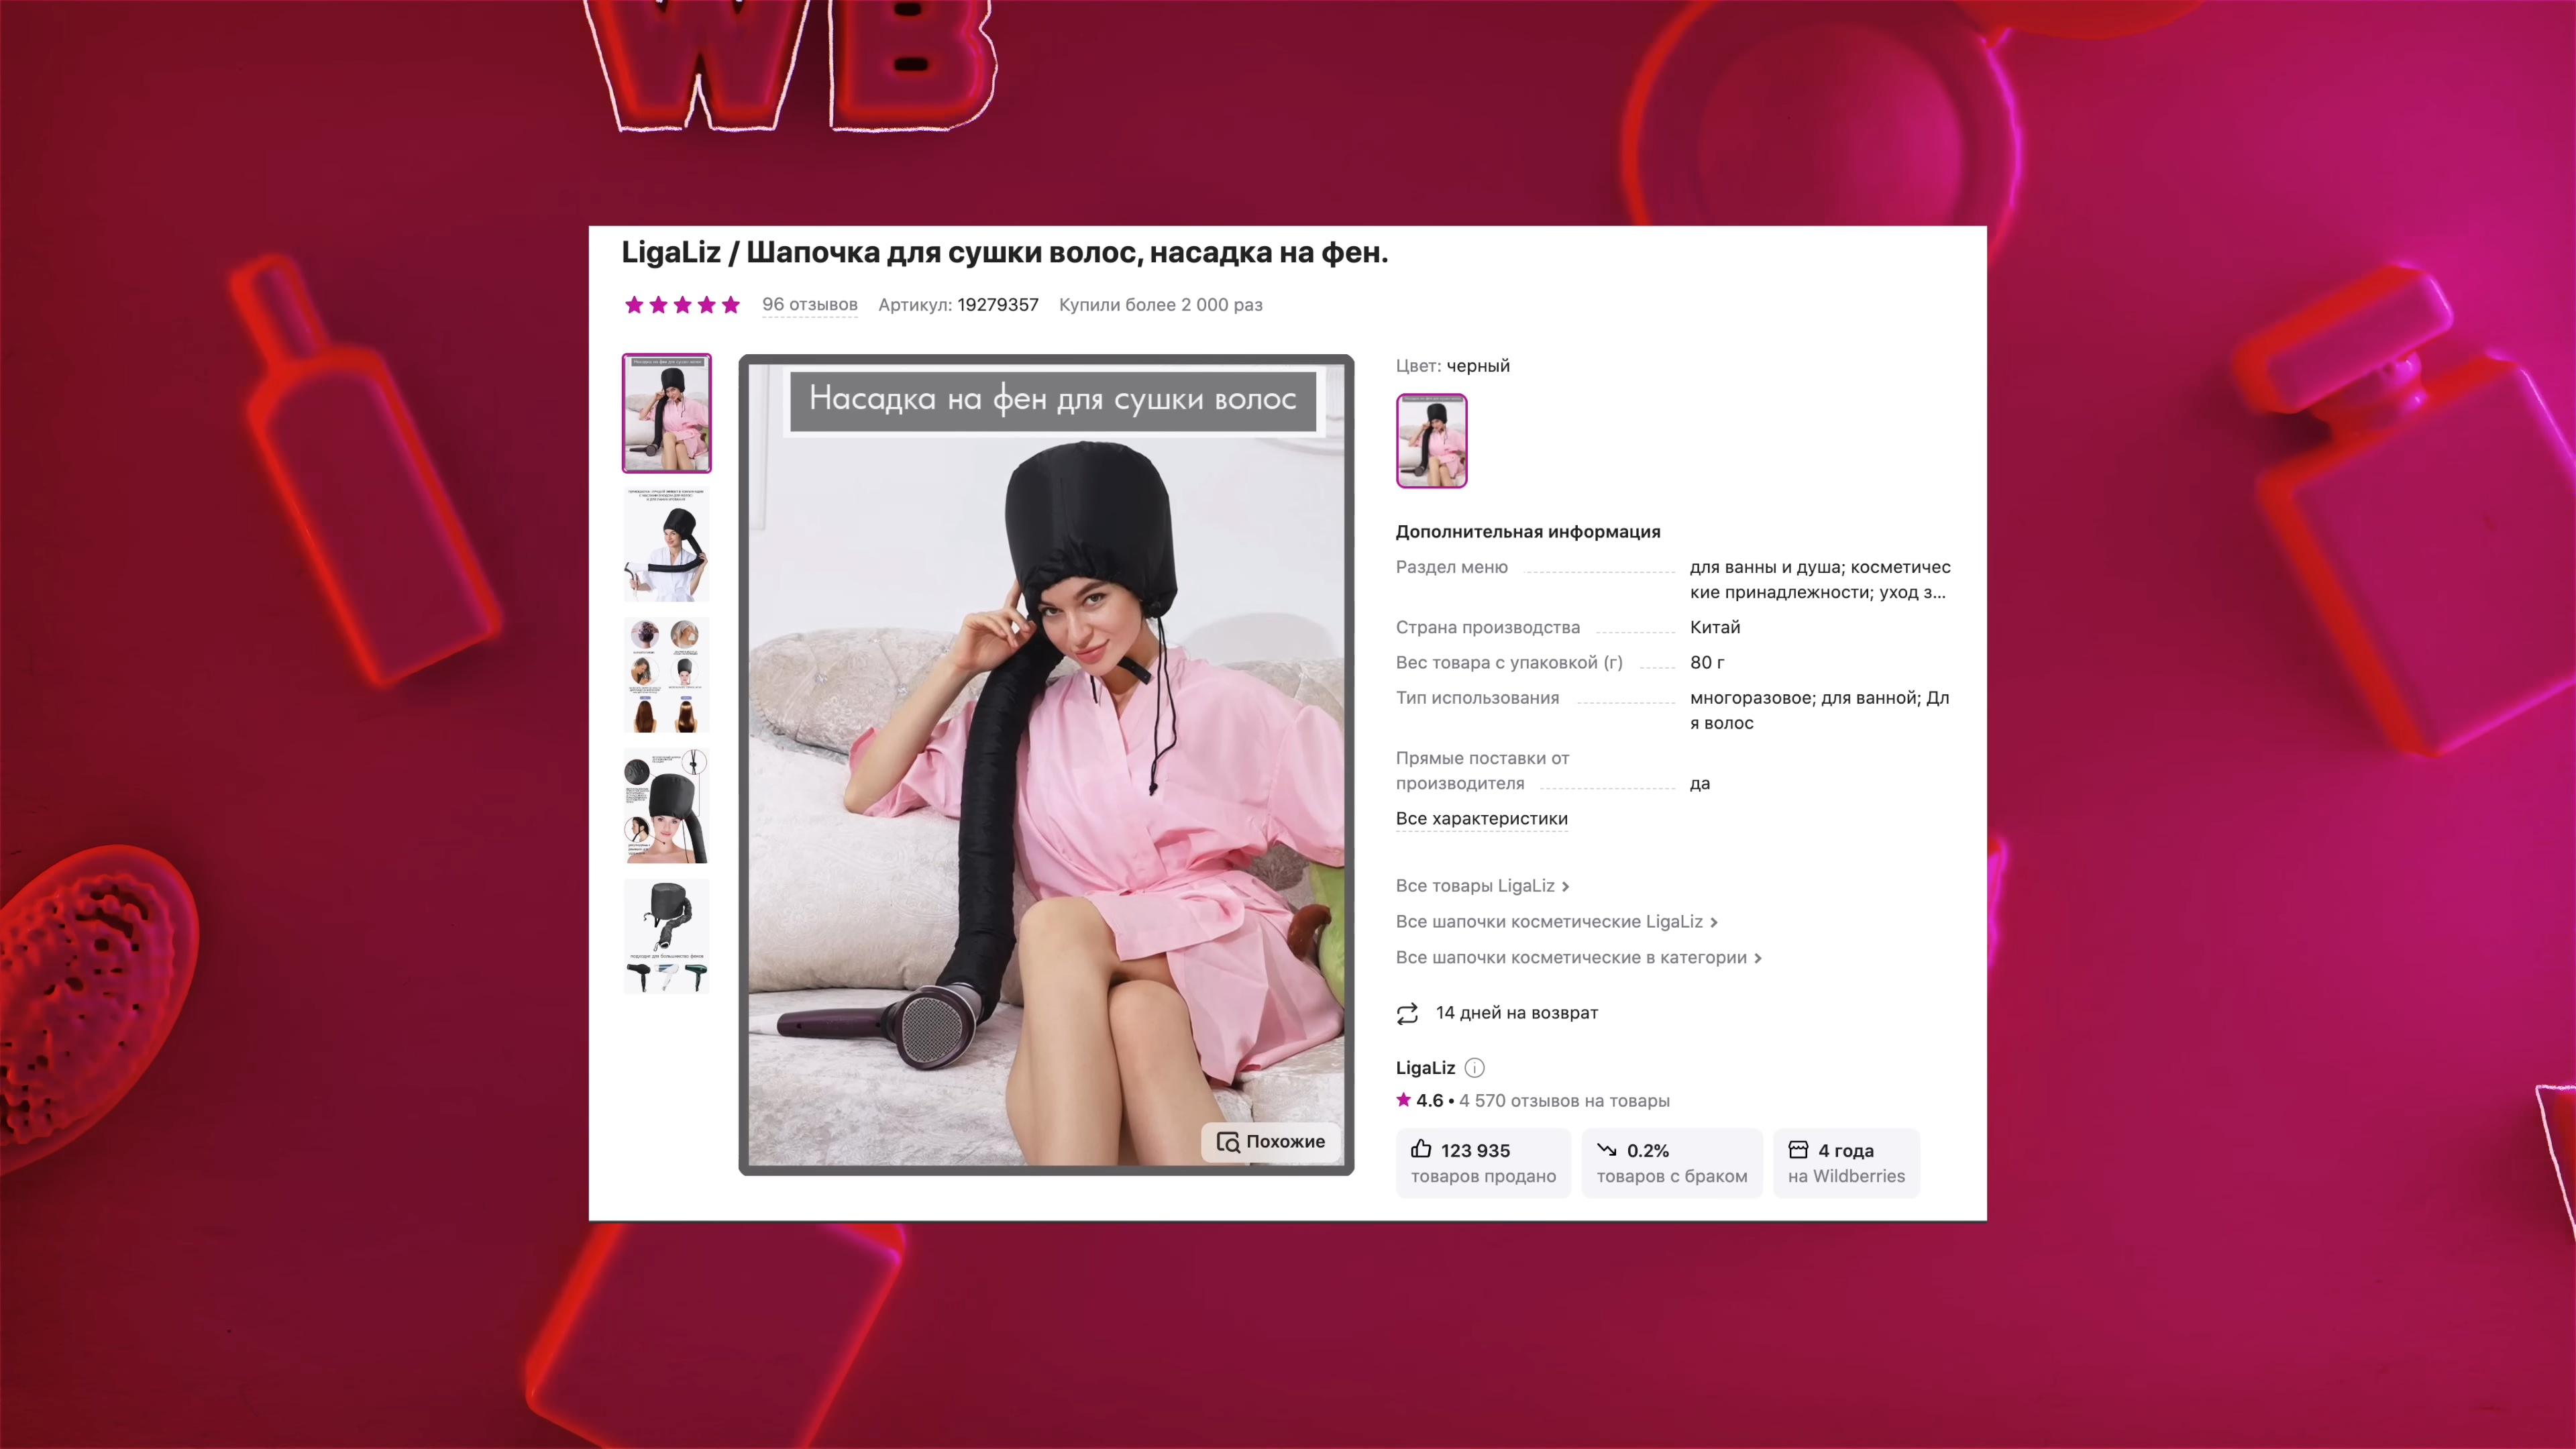 WB
LigaLiz / Шапочка для сушки волос, насадка на фен.
96 отзывов Артикул: 19279357 Купили более 2 000 раз
Насадка на фен для сушки волос
Похожие
Цвет: черный
Дополнительная информация
Раздел меню для ванны и душа; косметичес
кие принадлежности; уход з...
Страна производства Китай
Вес товара с упаковкой (г) 80 г
Тип использования многоразовое; для ванной; Дл
я волос
Прямые поставки от
производителя да
Все характеристики
Все товары LigaLiz
Все шапочки косметические LigaLiz
Все шапочки косметические в категории
14 дней на возврат
LigaLiz
4.6 • 4 570 отзывов на товары
123 935 0.2% 4 года
товаров продано товаров с браком на Wildberries